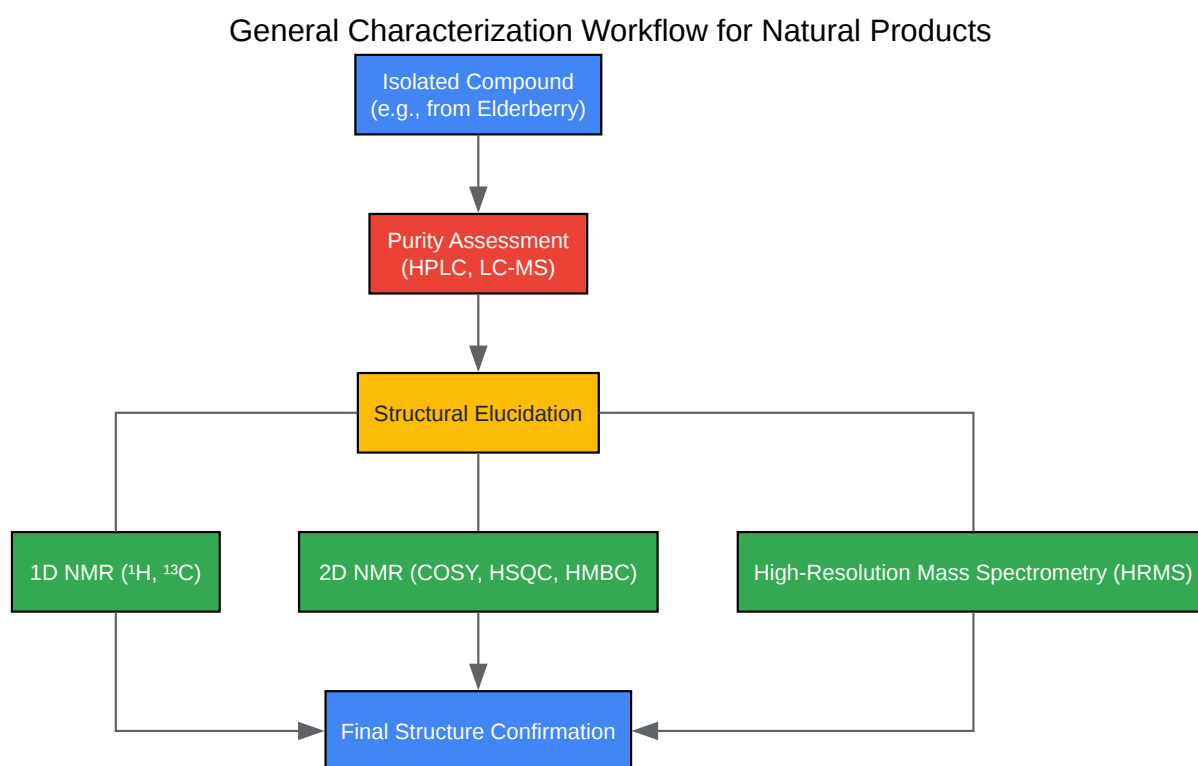 General Characterization Workflow for Natural Products
Isolated Compound
(e.g., from Elderberry)
Purity Assessment
(HPLC, LC-MS)
Structural Elucidation
1D NMR (¹H, ¹³C)
2D NMR (COSY, HSQC, HMBC)
High-Resolution Mass Spectrometry (HRMS)
Final Structure Confirmation